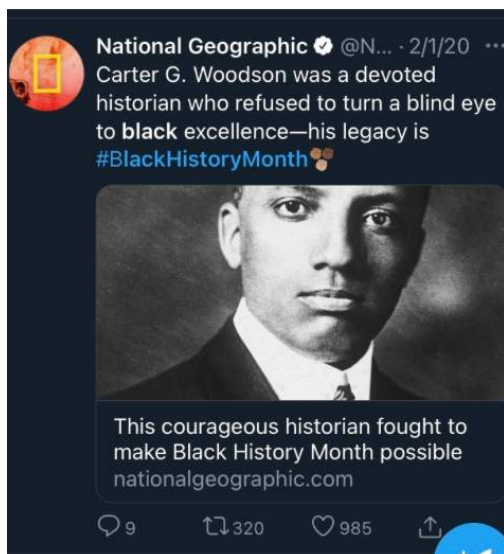 National Geographic @N... · 2/1/20 ...
Carter G. Woodson was a devoted
historian who refused to turn a blind eye
to black excellence—his legacy is
#BlackHistoryMonth
This courageous historian fought to
make Black History Month possible
nationalgeographic.com
9 320 985